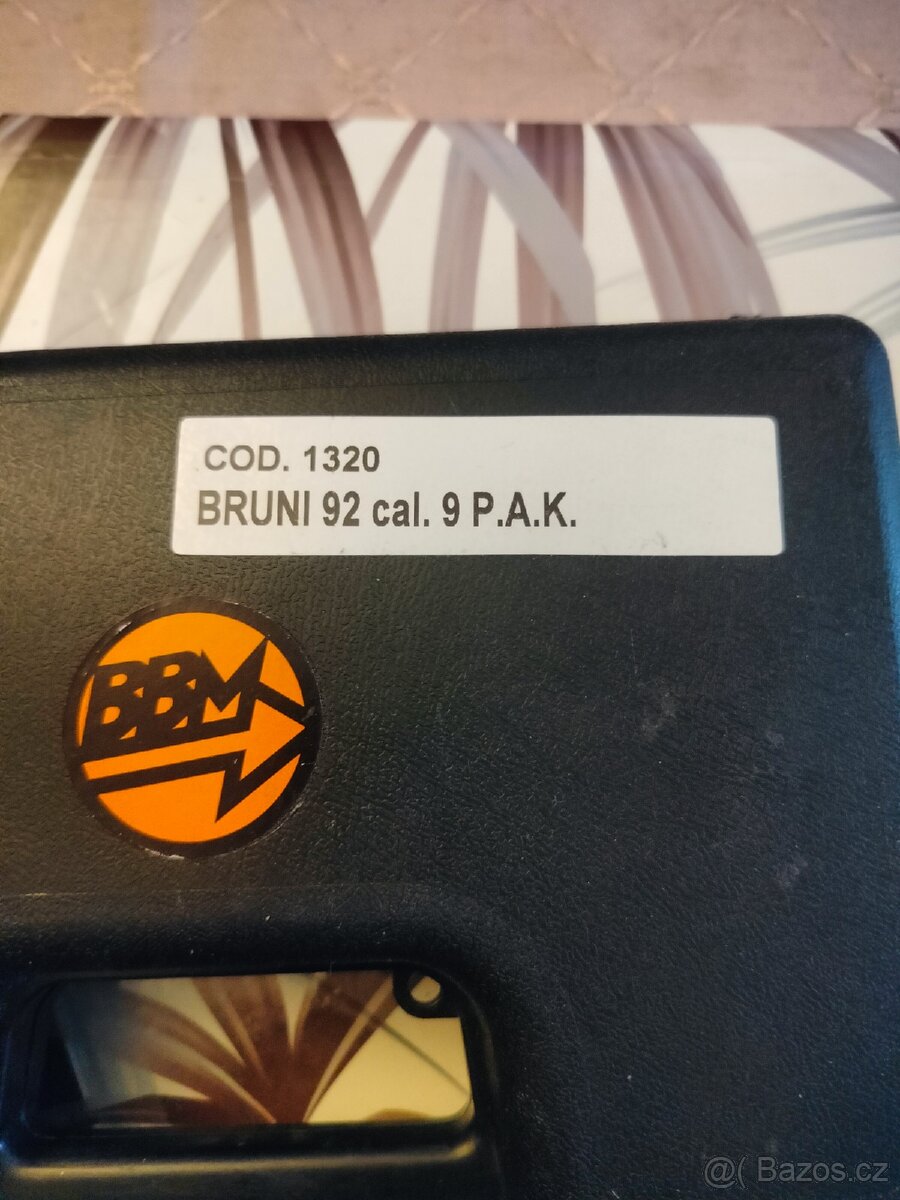 COD. 1320
BRUNI 92 cal. 9 P.A.K.
BBM
@( Bazos.cz